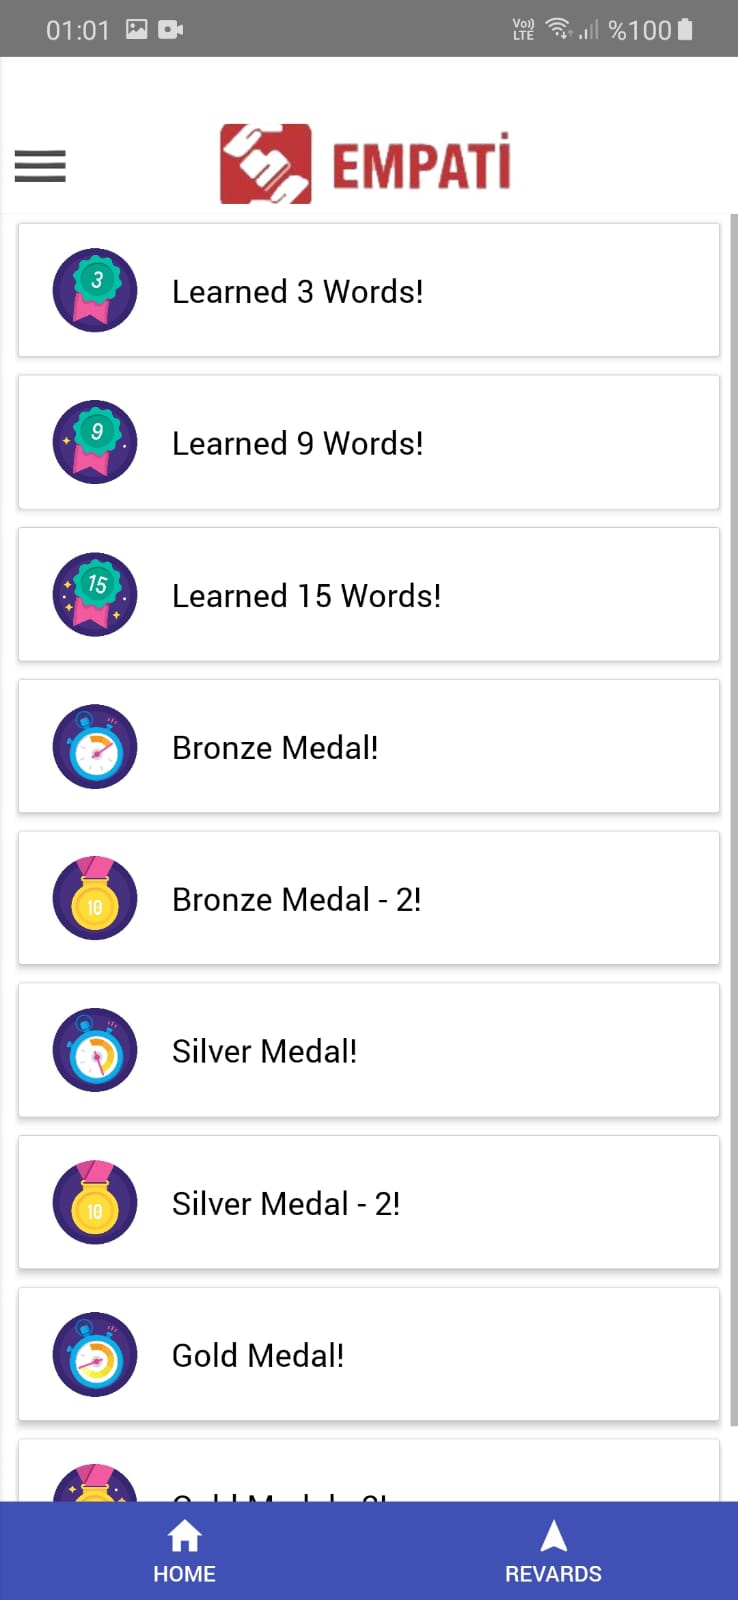 01:01 Vo)) LTE %100
EMPATİ
3 Learned 3 Words!
9 Learned 9 Words!
15 Learned 15 Words!
Bronze Medal!
10 Bronze Medal - 2!
Silver Medal!
10 Silver Medal - 2!
Gold Medal!
HOME REVARDS